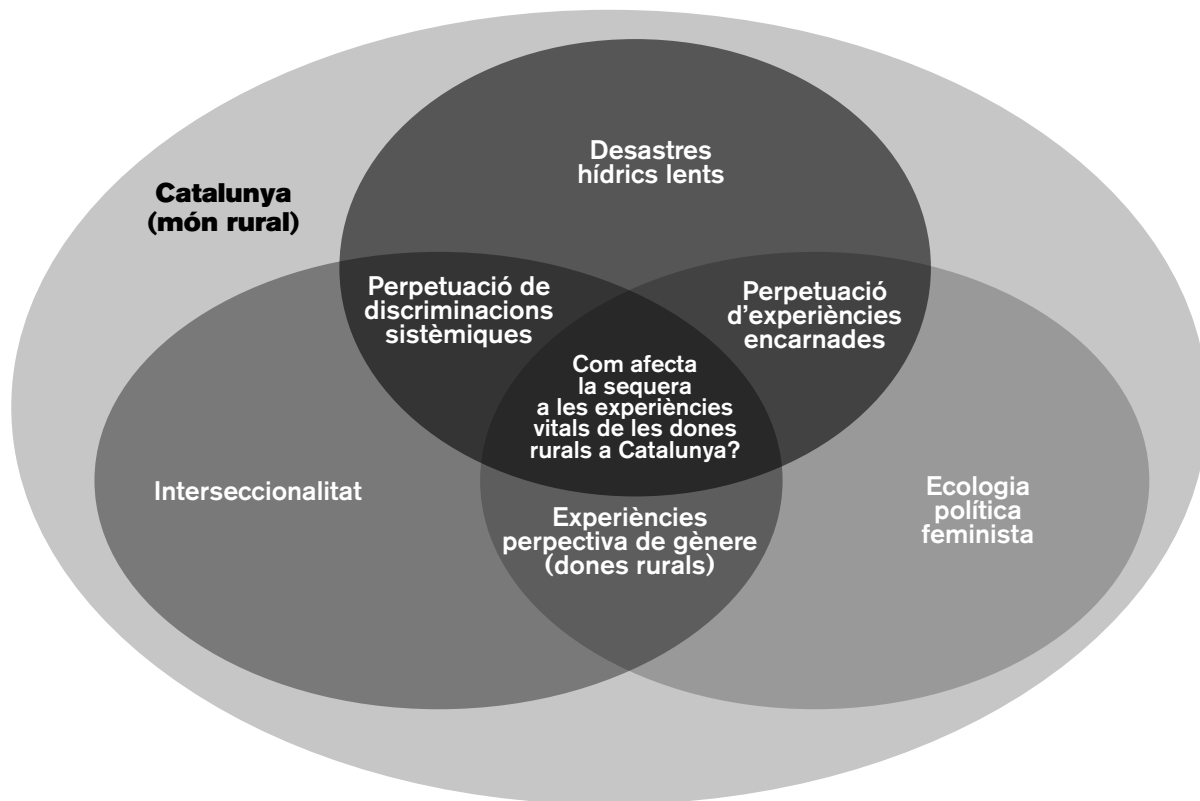 Desastres
hídrics lents
Catalunya
(món rural)
Perpetuació de
discriminacions
sistèmiques
Perpetuació
d’experiències
encarnades
Com afecta
la sequera
a les experiències
vitals de les dones
rurals a Catalunya?
Interseccionalitat
Ecologia
política
feminista
Experiències
perpectiva de gènere
(dones rurals)